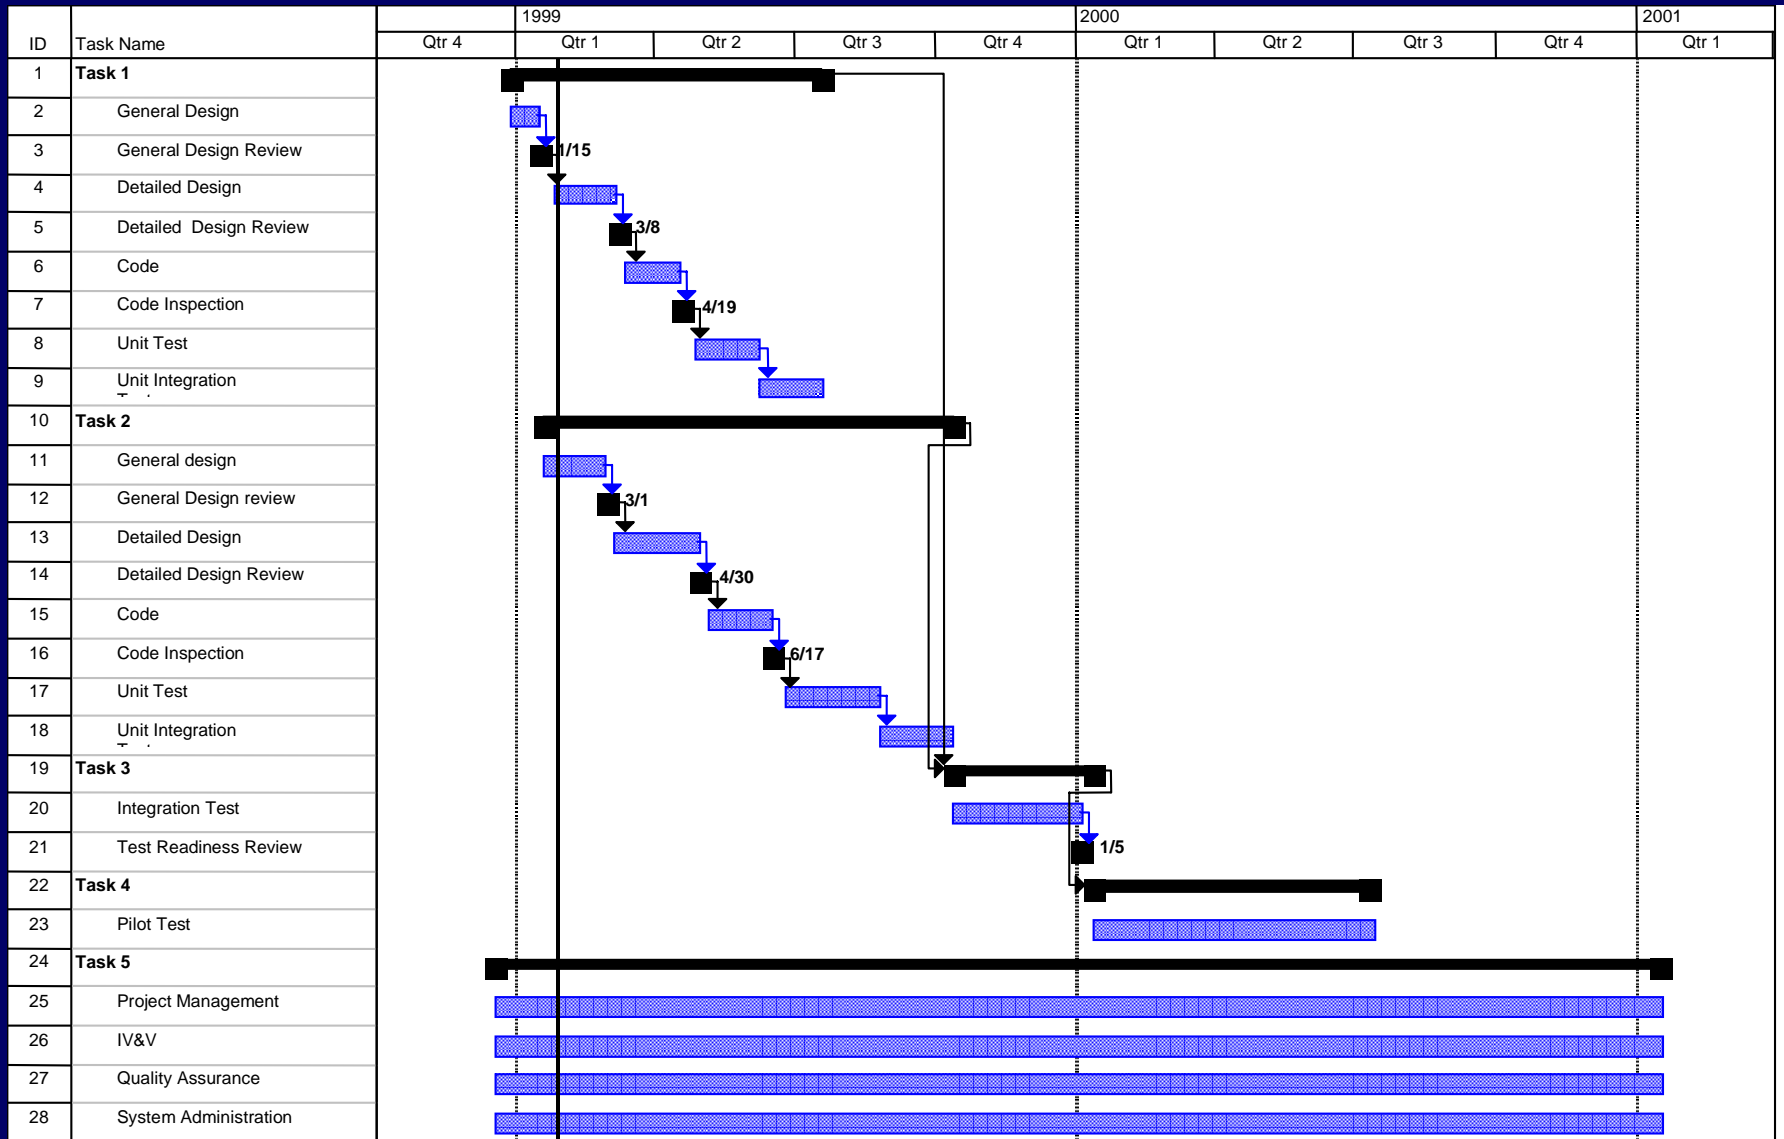 1999 2000 2001
ID Task Name Qtr 4 Qtr 1 Qtr 2 Qtr 3 Qtr 4 Qtr 1 Qtr 2 Qtr 3 Qtr 4 Qtr 1
1 Task 1
2 General Design
3 General Design Review 1/15
4 Detailed Design
5 Detailed Design Review 3/8
6 Code
7 Code Inspection 4/19
8 Unit Test
9 Unit Integration
10 Task 2
11 General design
12 General Design review 3/1
13 Detailed Design
14 Detailed Design Review 4/30
15 Code
16 Code Inspection 6/17
17 Unit Test
18 Unit Integration
19 Task 3
20 Integration Test
21 Test Readiness Review 1/5
22 Task 4
23 Pilot Test
24 Task 5
25 Project Management
26 IV&V
27 Quality Assurance
28 System Administration